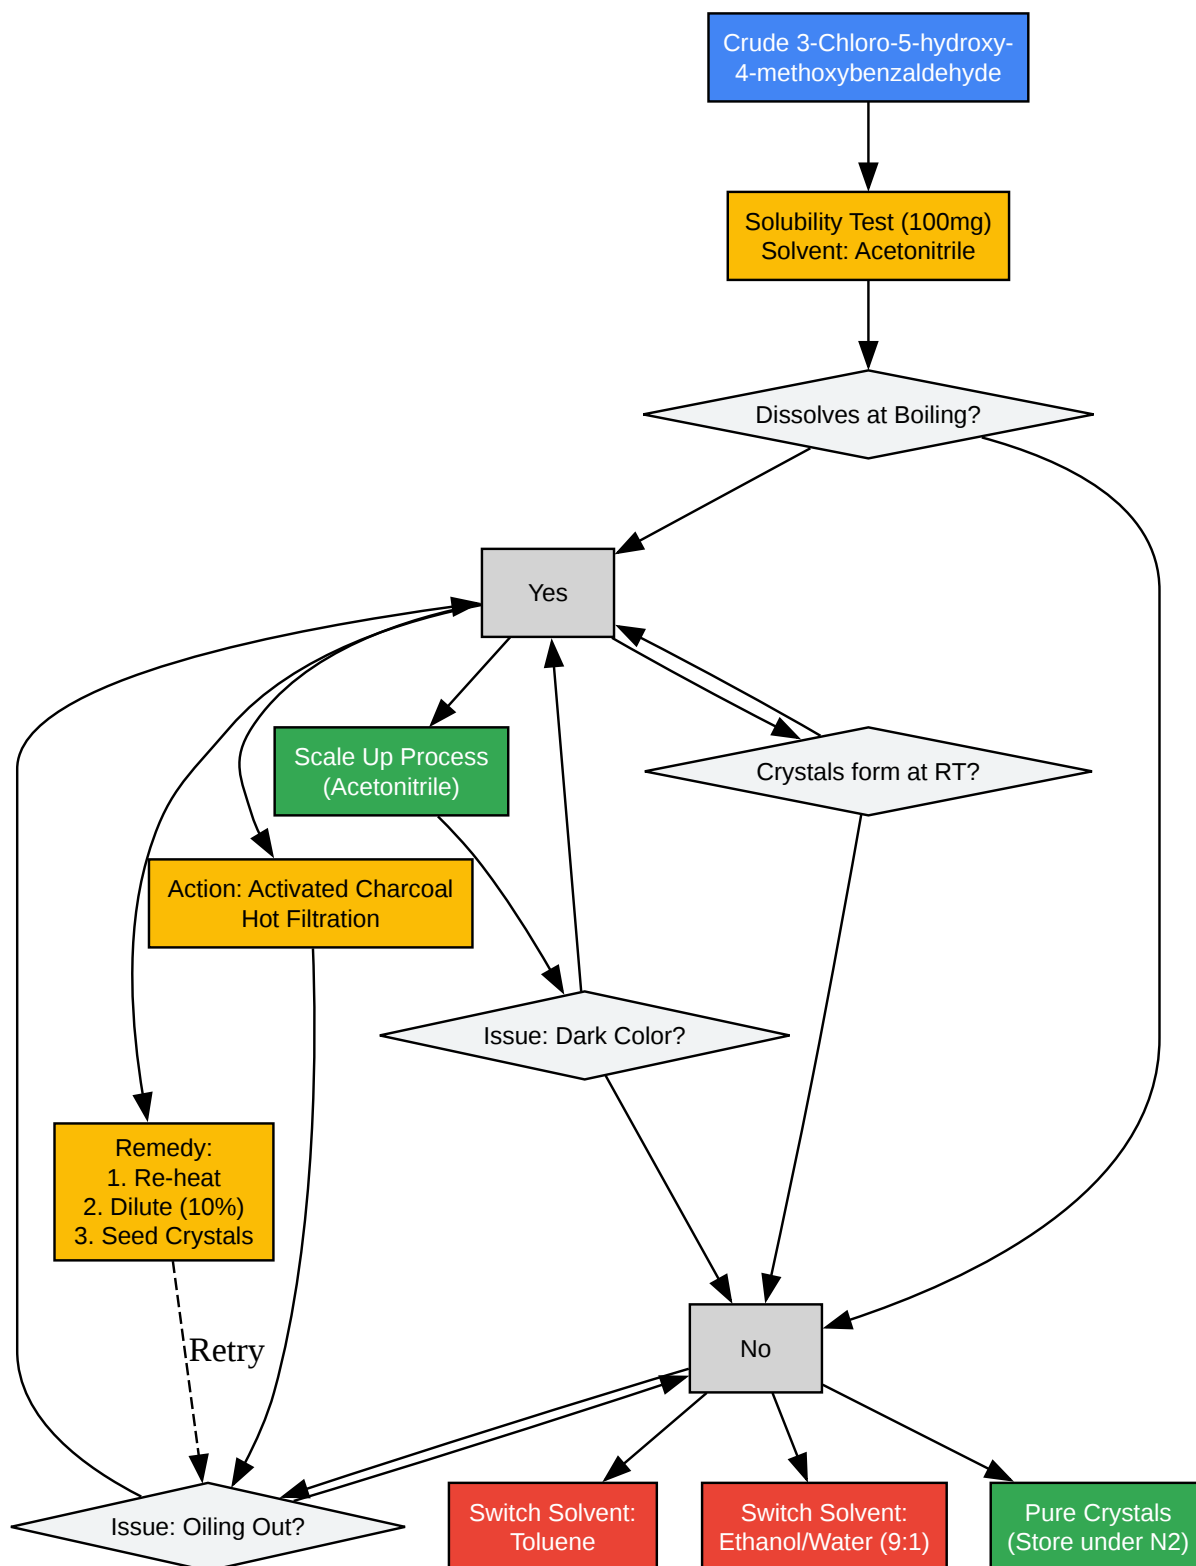 Crude 3-Chloro-5-hydroxy-
4-methoxybenzaldehyde
Solubility Test (100mg)
Solvent: Acetonitrile
Dissolves at Boiling?
Yes
Scale Up Process
(Acetonitrile)
Crystals form at RT?
Action: Activated Charcoal
Hot Filtration
Issue: Dark Color?
Remedy:
1. Re-heat
2. Dilute (10%)
3. Seed Crystals
Retry
No
Issue: Oiling Out?
Switch Solvent:
Toluene
Switch Solvent:
Ethanol/Water (9:1)
Pure Crystals
(Store under N2)